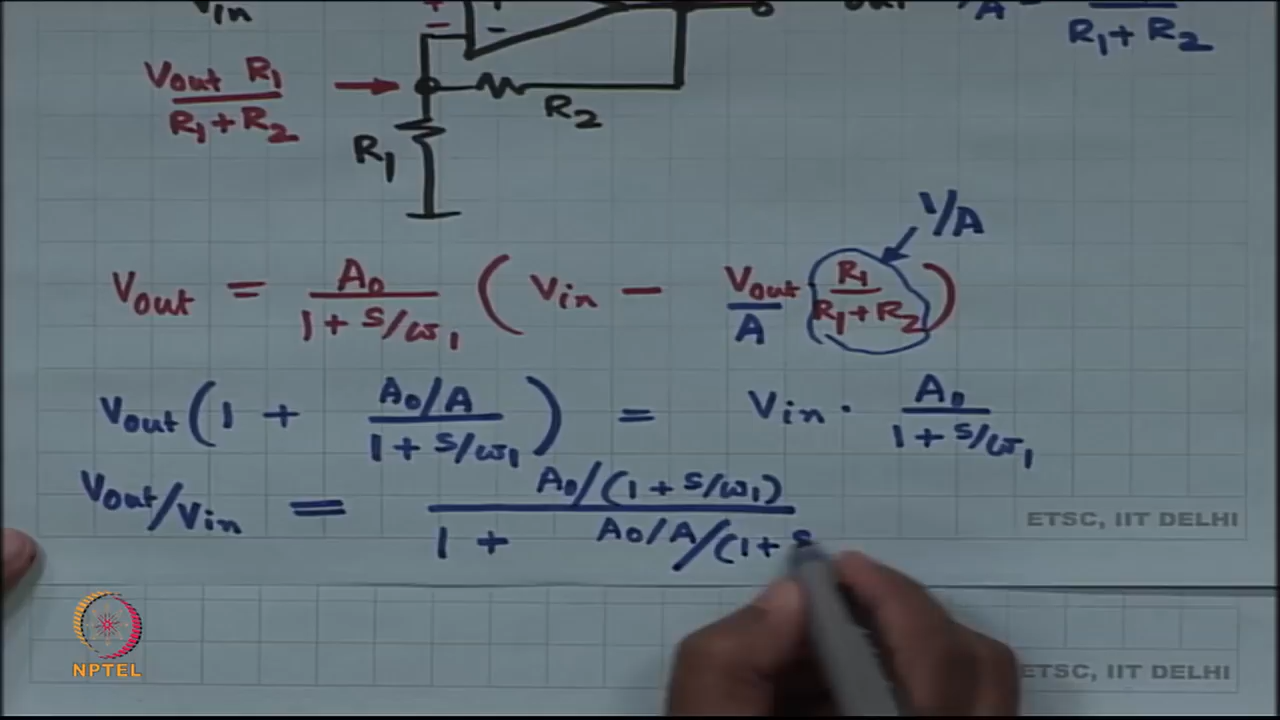 Vin
+
−
−
out
A
R1 + R2
Vout R1
R1 + R2
R2
R1
1/A
Vout = A0 / (1 + s/ω1) ( Vin − Vout/A R1 / (R1 + R2) )
Vout ( 1 + A0/A / (1 + s/ω1) ) = Vin · A0 / (1 + s/ω1)
Vout/Vin = A0/(1 + s/ω1)
1 + A0/A/(1 + s
ETSC, IIT DELHI
NPTEL
ETSC, IIT DELHI